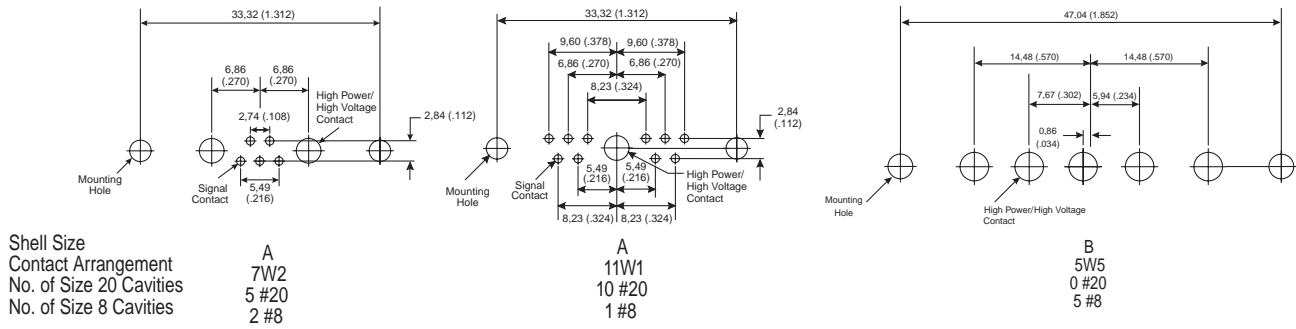 33,32 (1.312)
6,86
(.270)
6,86
(.270)
High Power/
High Voltage
Contact
2,74 (.108)
2,84 (.112)
Mounting
Hole
Signal
Contact
5,49
(.216)
33,32 (1.312)
9,60 (.378)
9,60 (.378)
6,86 (.270)
6,86 (.270)
8,23 (.324)
2,84
(.112)
Mounting
Hole
Signal
Contact
5,49
(.216)
5,49
(.216)
High Power/
High Voltage
Contact
8,23 (.324)
8,23 (.324)
47,04 (1.852)
14,48 (.570)
14,48 (.570)
7,67 (.302)
5,94 (.234)
0,86
(.034)
Mounting
Hole
High Power/High Voltage
Contact
Shell Size
Contact Arrangement
No. of Size 20 Cavities
No. of Size 8 Cavities
A
7W2
5 #20
2 #8
A
11W1
10 #20
1 #8
B
5W5
0 #20
5 #8